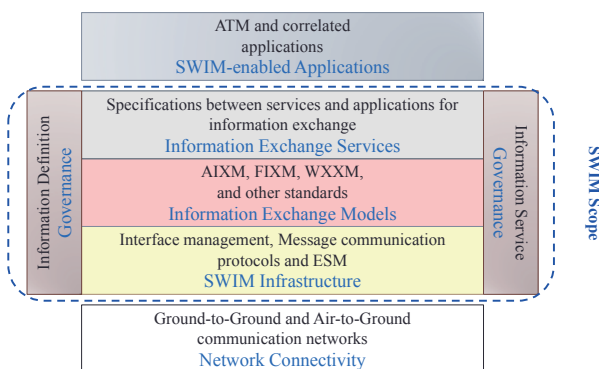 ATM and correlated
applications
SWIM-enabled Applications
Information Definition
Governance
Specifications between services and applications for
information exchange
Information Exchange Services
AIXM, FIXM, WXXM,
and other standards
Information Exchange Models
Interface management, Message communication
protocols and ESM
SWIM Infrastructure
Information Service
Governance
SWIM Scope
Ground-to-Ground and Air-to-Ground
communication networks
Network Connectivity